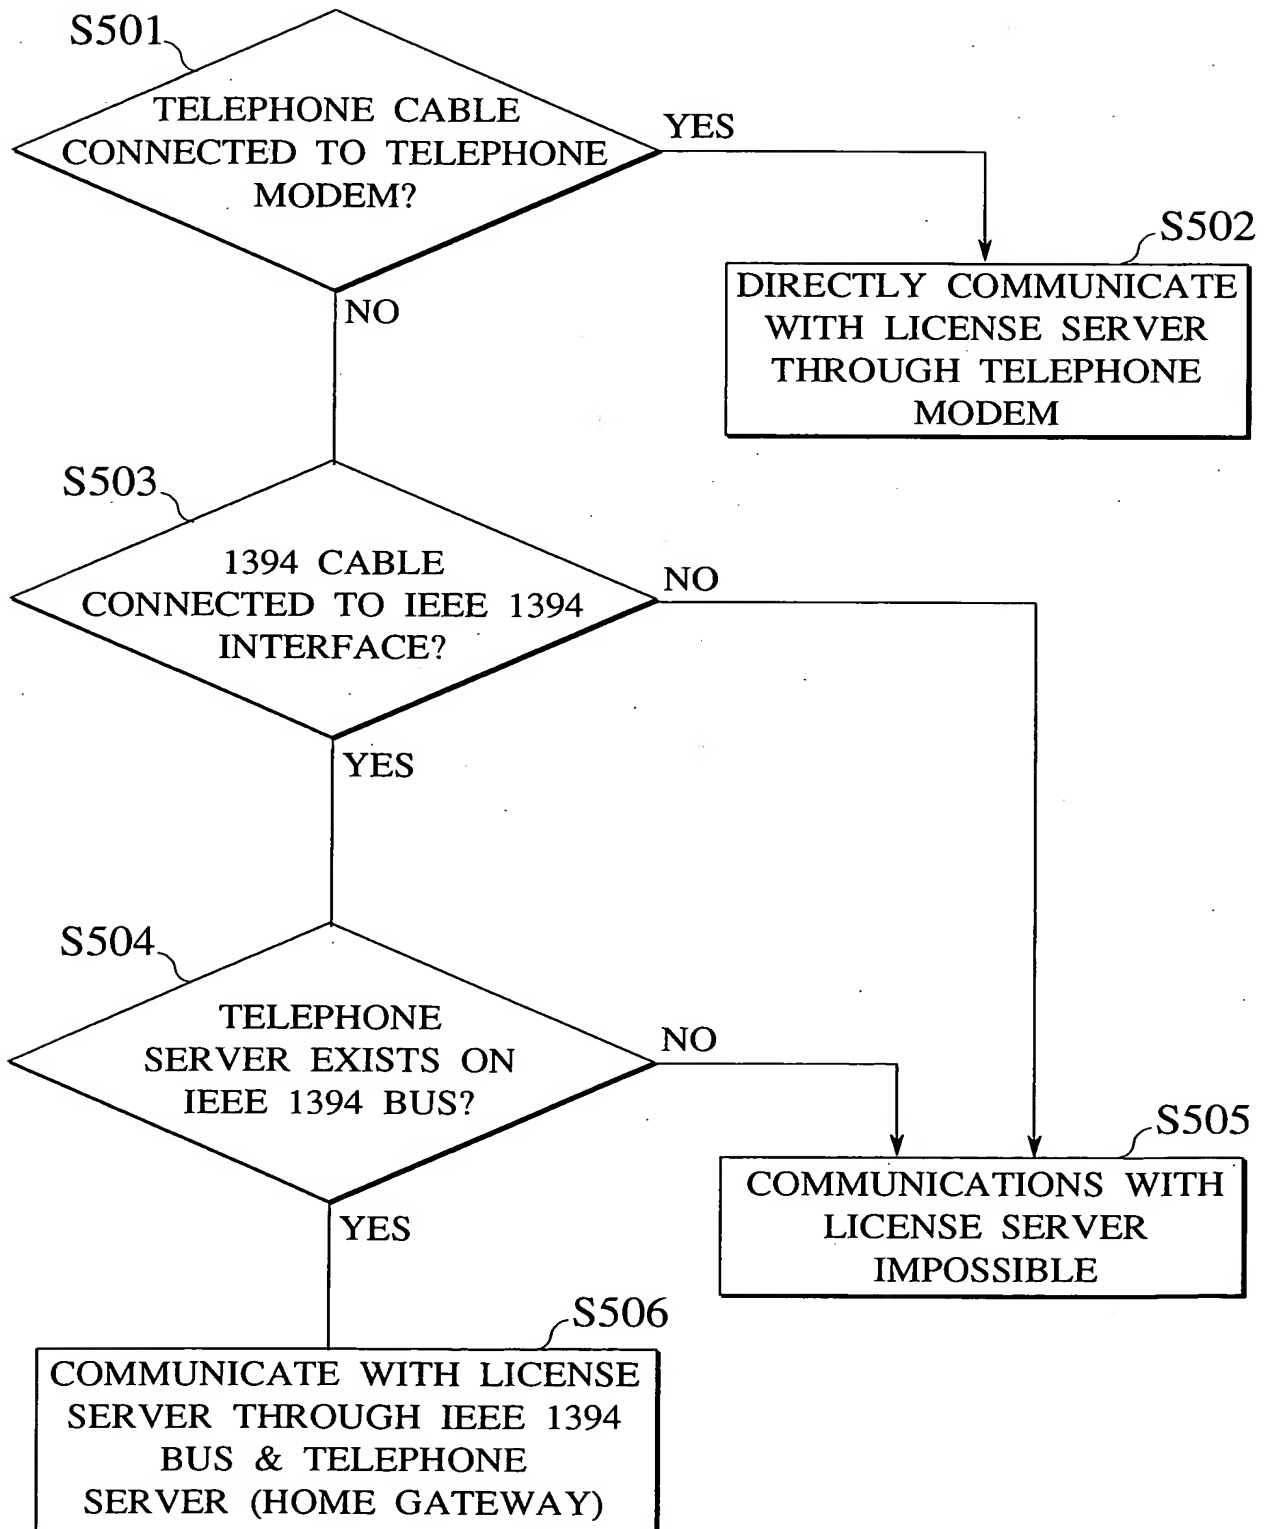 S501
TELEPHONE CABLE
CONNECTED TO TELEPHONE
MODEM?
YES
NO
S502
DIRECTLY COMMUNICATE
WITH LICENSE SERVER
THROUGH TELEPHONE
MODEM
S503
1394 CABLE
CONNECTED TO IEEE 1394
INTERFACE?
NO
YES
S504
TELEPHONE
SERVER EXISTS ON
IEEE 1394 BUS?
NO
YES
S505
COMMUNICATIONS WITH
LICENSE SERVER
IMPOSSIBLE
S506
COMMUNICATE WITH LICENSE
SERVER THROUGH IEEE 1394
BUS & TELEPHONE
SERVER (HOME GATEWAY)